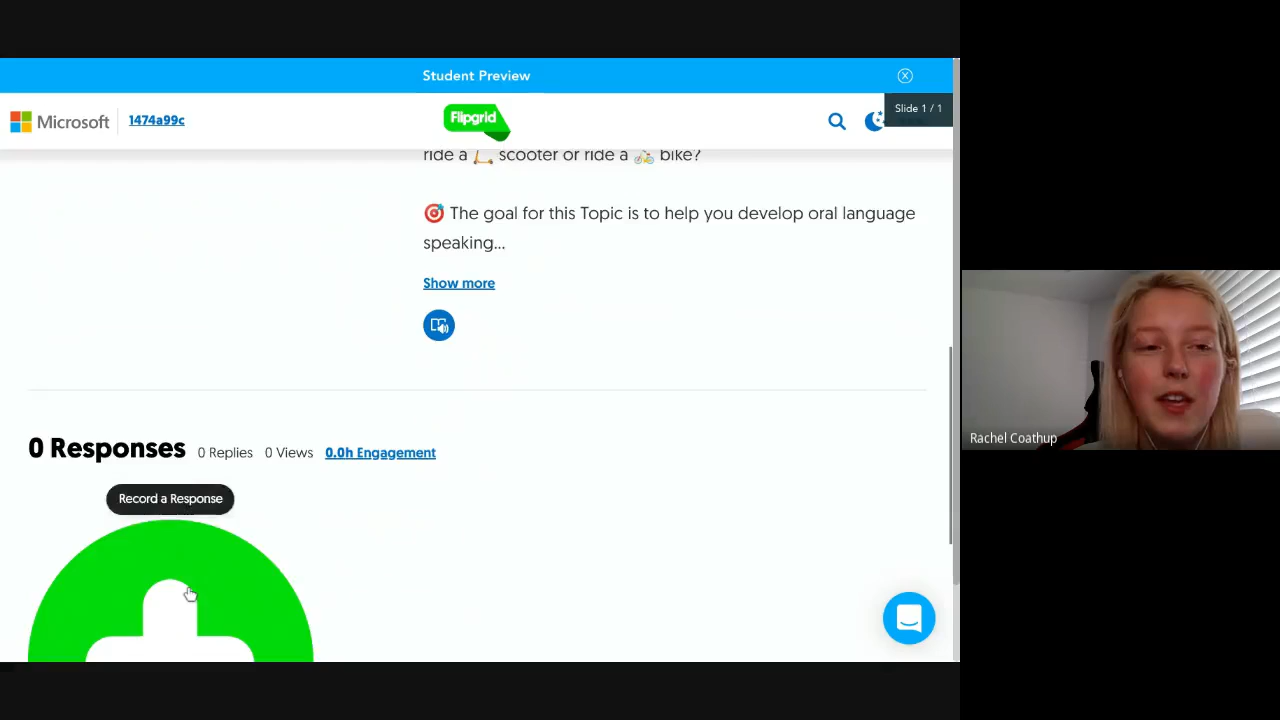 Student Preview
Microsoft
1474a99c
Flipgrid
Slide 1 / 1
ride a 🛴 scooter or ride a 🚲 bike?
🎯 The goal for this Topic is to help you develop oral language
speaking...
Show more
0 Responses 0 Replies 0 Views 0.0h Engagement
Record a Response
Rachel Coathup